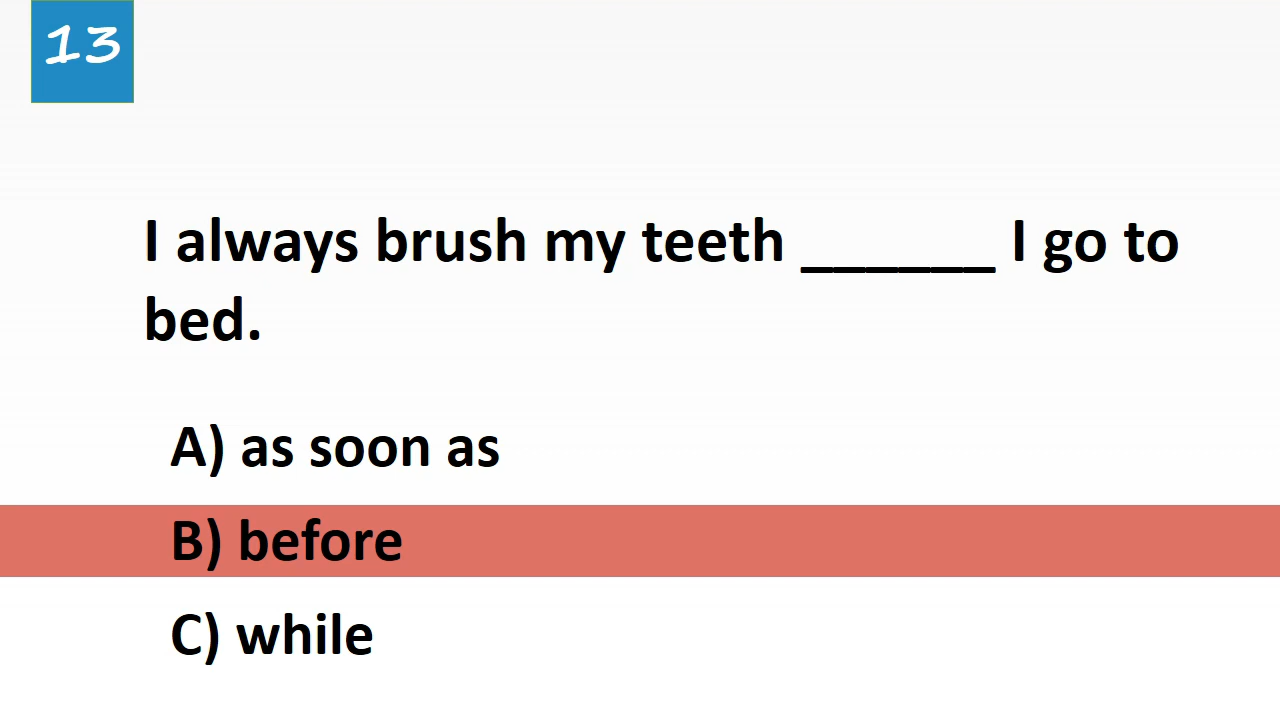 13
I always brush my teeth ______ I go to
bed.
A) as soon as
B) before
C) while